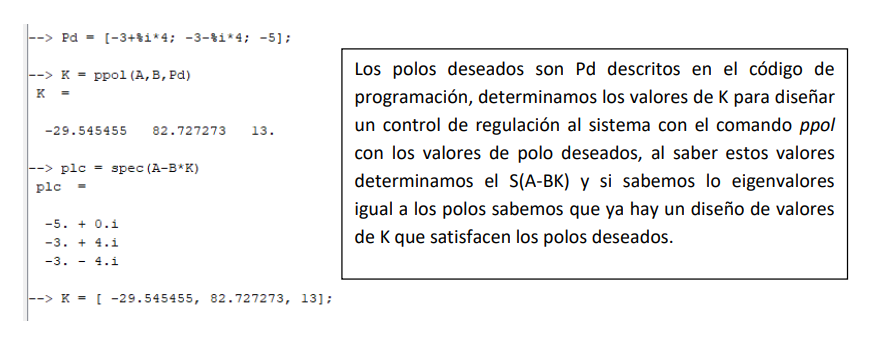 --> Pd = [-3+%i*4; -3-%i*4; -5];
--> K = ppol(A,B,Pd)
K  =
-29.545455   82.727273   13.
--> plc = spec(A-B*K)
plc  =
-5. + 0.i
-3. + 4.i
-3. - 4.i
--> K = [ -29.545455, 82.727273, 13];
Los polos deseados son Pd descritos en el código de
programación, determinamos los valores de K para diseñar
un control de regulación al sistema con el comando ppol
con los valores de polo deseados, al saber estos valores
determinamos el S(A-BK) y si sabemos lo eigenvalores
igual a los polos sabemos que ya hay un diseño de valores
de K que satisfacen los polos deseados.